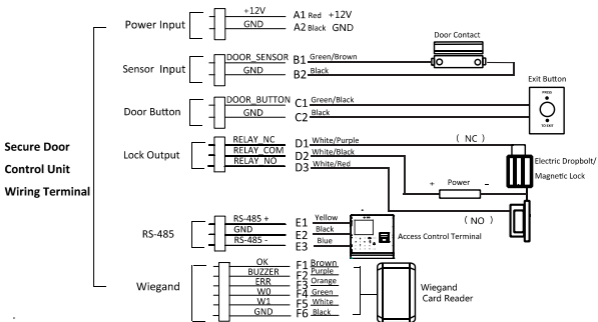 Secure Door
Control Unit
Wiring Terminal
Power Input
+12V A1 Red +12V
GND A2 Black GND
Sensor Input
DOOR_SENSOR B1 Green/Brown
GND B2 Black
Door Contact
Door Button
DOOR_BUTTON C1 Green/Black
GND C2 Black
Exit Button
PRESS
TO EXIT
Lock Output
RELAY_NC D1 White/Purple
RELAY_COM D2 White/Black
RELAY_NO D3 White/Red
( NC )
+ Power -
( NO )
Electric Dropbolt/
Magnetic Lock
RS-485
RS-485 + E1 Yellow
GND E2 Black
RS-485 - E3 Blue
Access Control Terminal
Wiegand
OK F1 Brown
BUZZER F2 Purple
ERR F3 Orange
W0 F4 Green
W1 F5 White
GND F6 Black
Wiegand
Card Reader